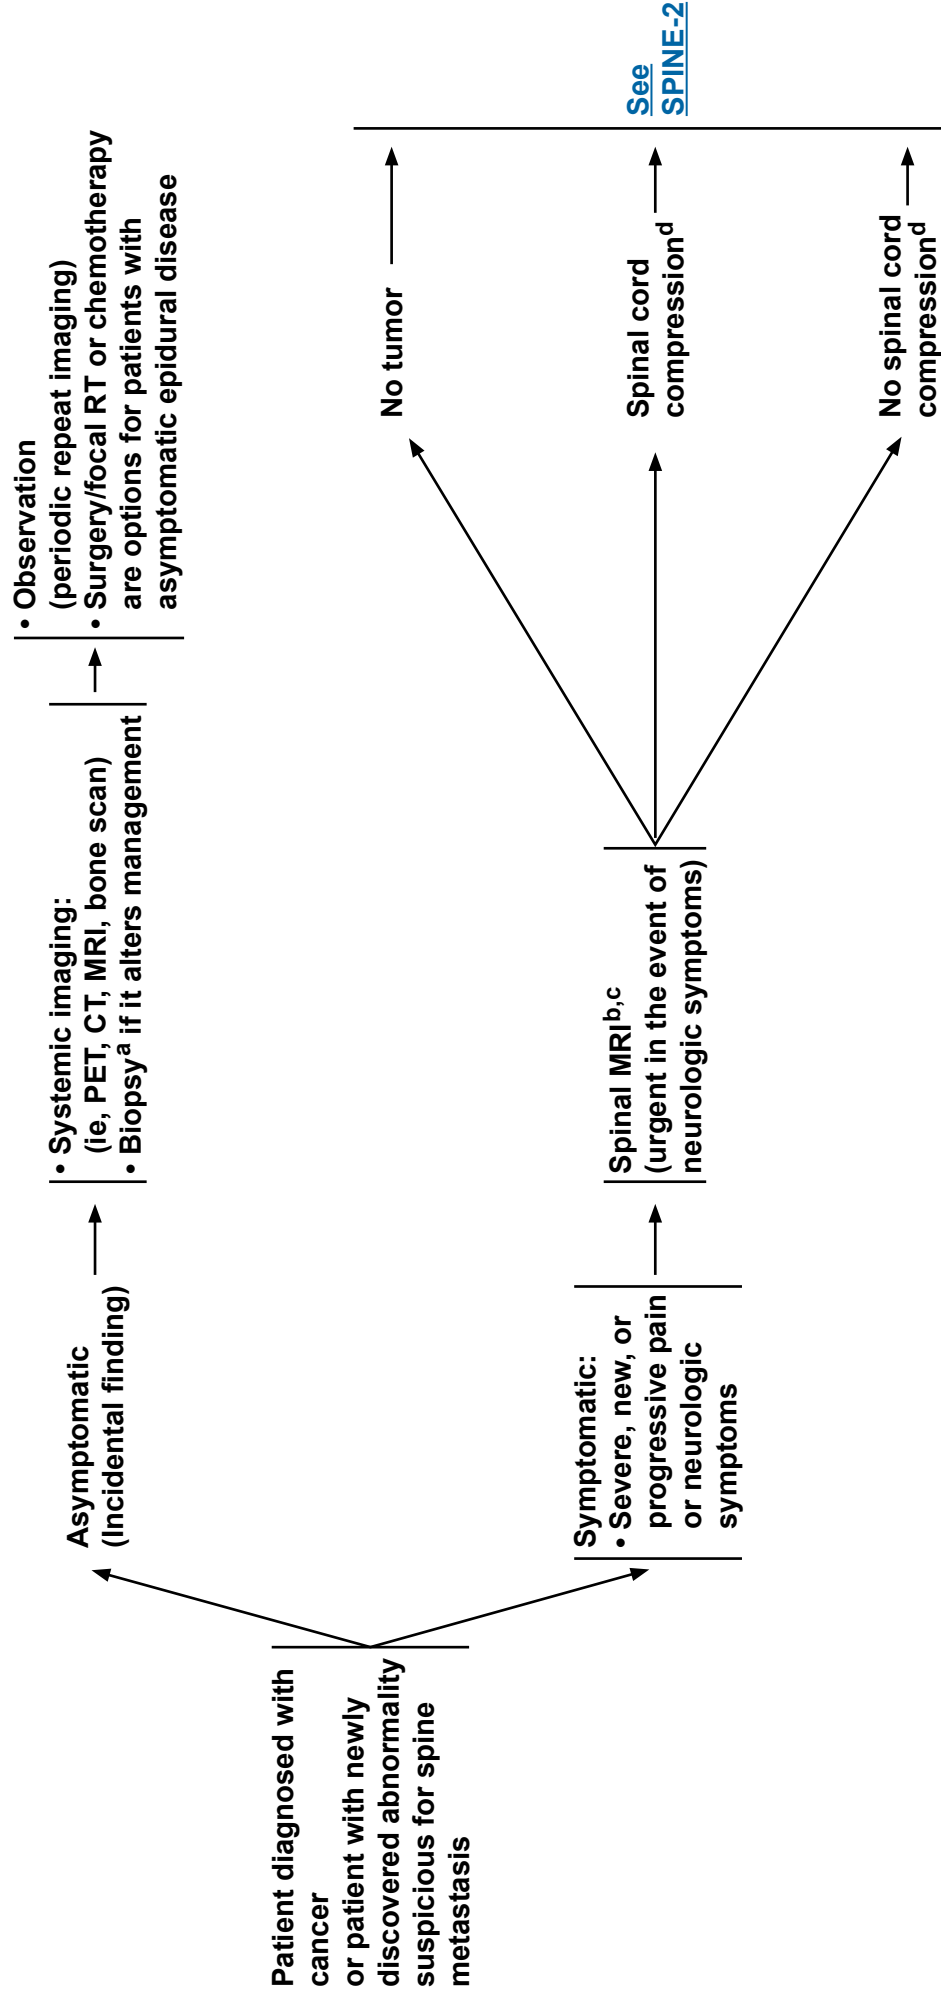 Patient diagnosed with
cancer
or patient with newly
discovered abnormality
suspicious for spine
metastasis
Asymptomatic
(Incidental finding)
• Systemic imaging:
(ie, PET, CT, MRI, bone scan)
• Biopsya if it alters management
• Observation
(periodic repeat imaging)
• Surgery/focal RT or chemotherapy
are options for patients with
asymptomatic epidural disease
Symptomatic:
• Severe, new, or
progressive pain
or neurologic
symptoms
Spinal MRIb,c
(urgent in the event of
neurologic symptoms)
No tumor
Spinal cord
compressiond
No spinal cord
compressiond
See
SPINE-2